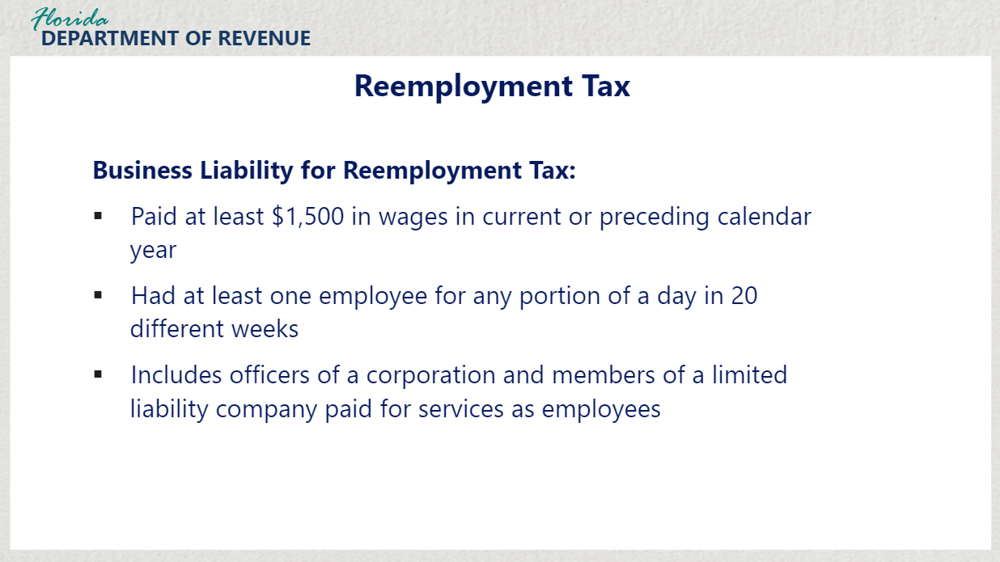 Florida
DEPARTMENT OF REVENUE
Reemployment Tax
Business Liability for Reemployment Tax:
▪ Paid at least $1,500 in wages in current or preceding calendar
year
▪ Had at least one employee for any portion of a day in 20
different weeks
▪ Includes officers of a corporation and members of a limited
liability company paid for services as employees